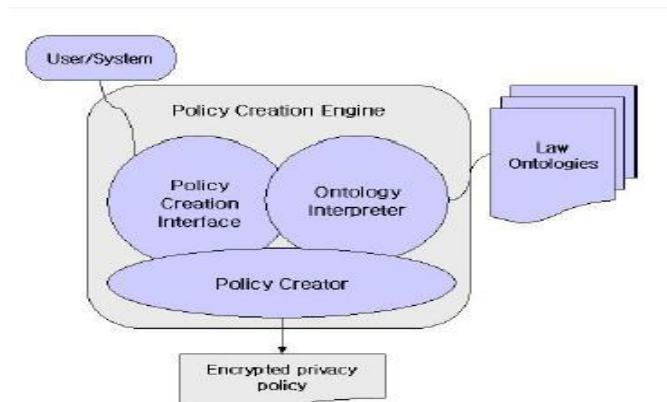 User/System
Policy Creation Engine
Policy
Creation
Interface
Ontology
Interpreter
Law
Ontologies
Policy Creator
Encrypted privacy
policy